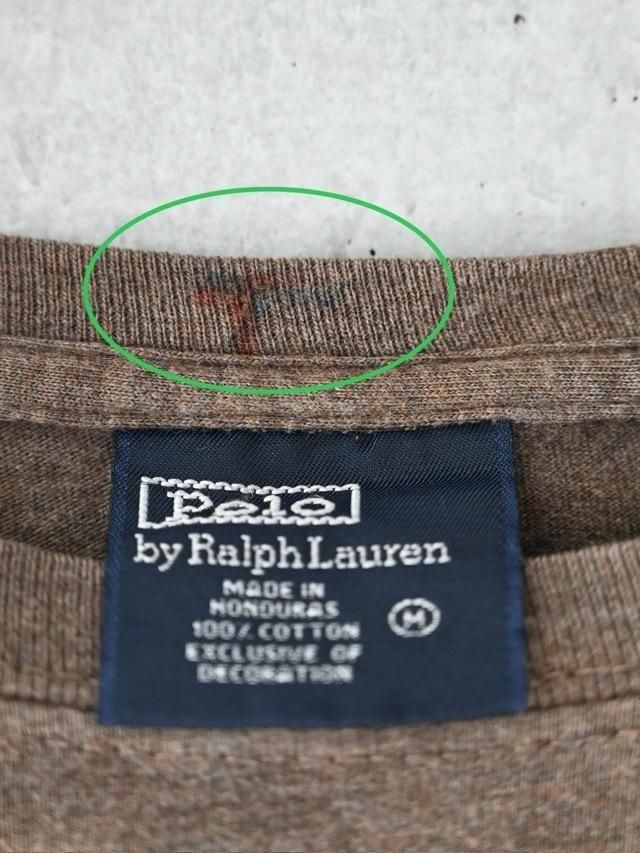 Polo
by Ralph Lauren
MADE IN
HONDURAS
100% COTTON
EXCLUSIVE OF
DECORATION
M